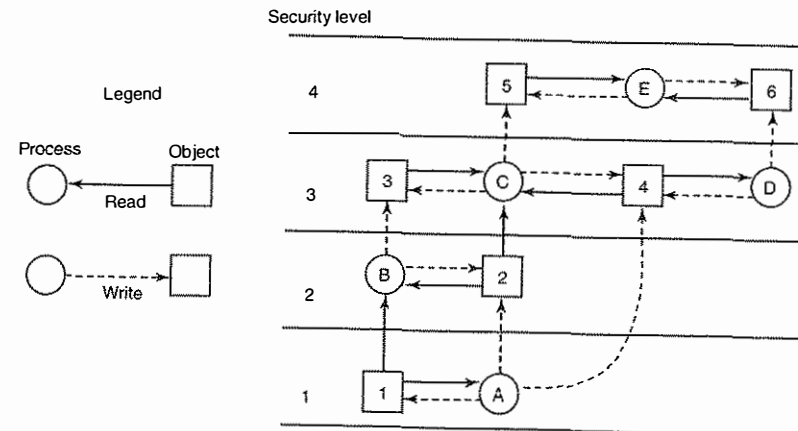 Security level
Legend
Process
Object
Read
Write
4
5
E
6
3
3
C
4
D
2
B
2
1
1
A